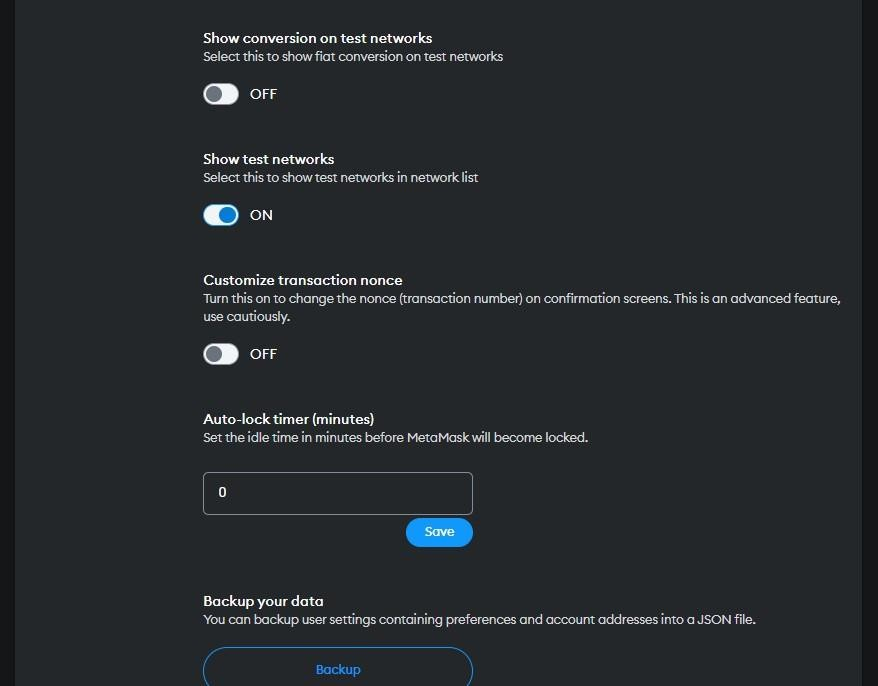 Show conversion on test networks
Select this to show fiat conversion on test networks
OFF
Show test networks
Select this to show test networks in network list
ON
Customize transaction nonce
Turn this on to change the nonce (transaction number) on confirmation screens. This is an advanced feature,
use cautiously.
OFF
Auto-lock timer (minutes)
Set the idle time in minutes before MetaMask will become locked.
0
Save
Backup your data
You can backup user settings containing preferences and account addresses into a JSON file.
Backup